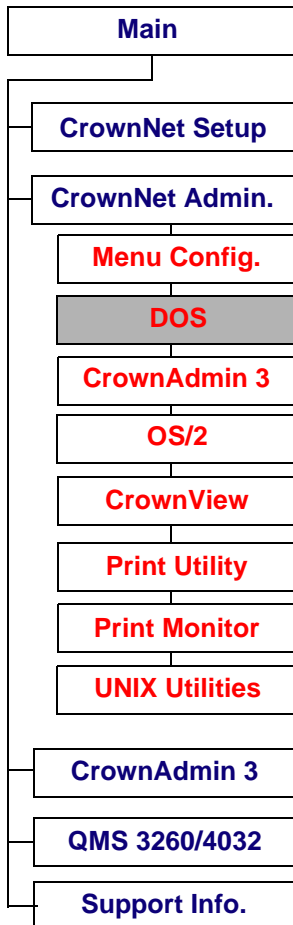 Main
CrownNet Setup
CrownNet Admin.
Menu Config.
DOS
CrownAdmin 3
OS/2
CrownView
Print Utility
Print Monitor
UNIX Utilities
CrownAdmin 3
QMS 3260/4032
Support Info.